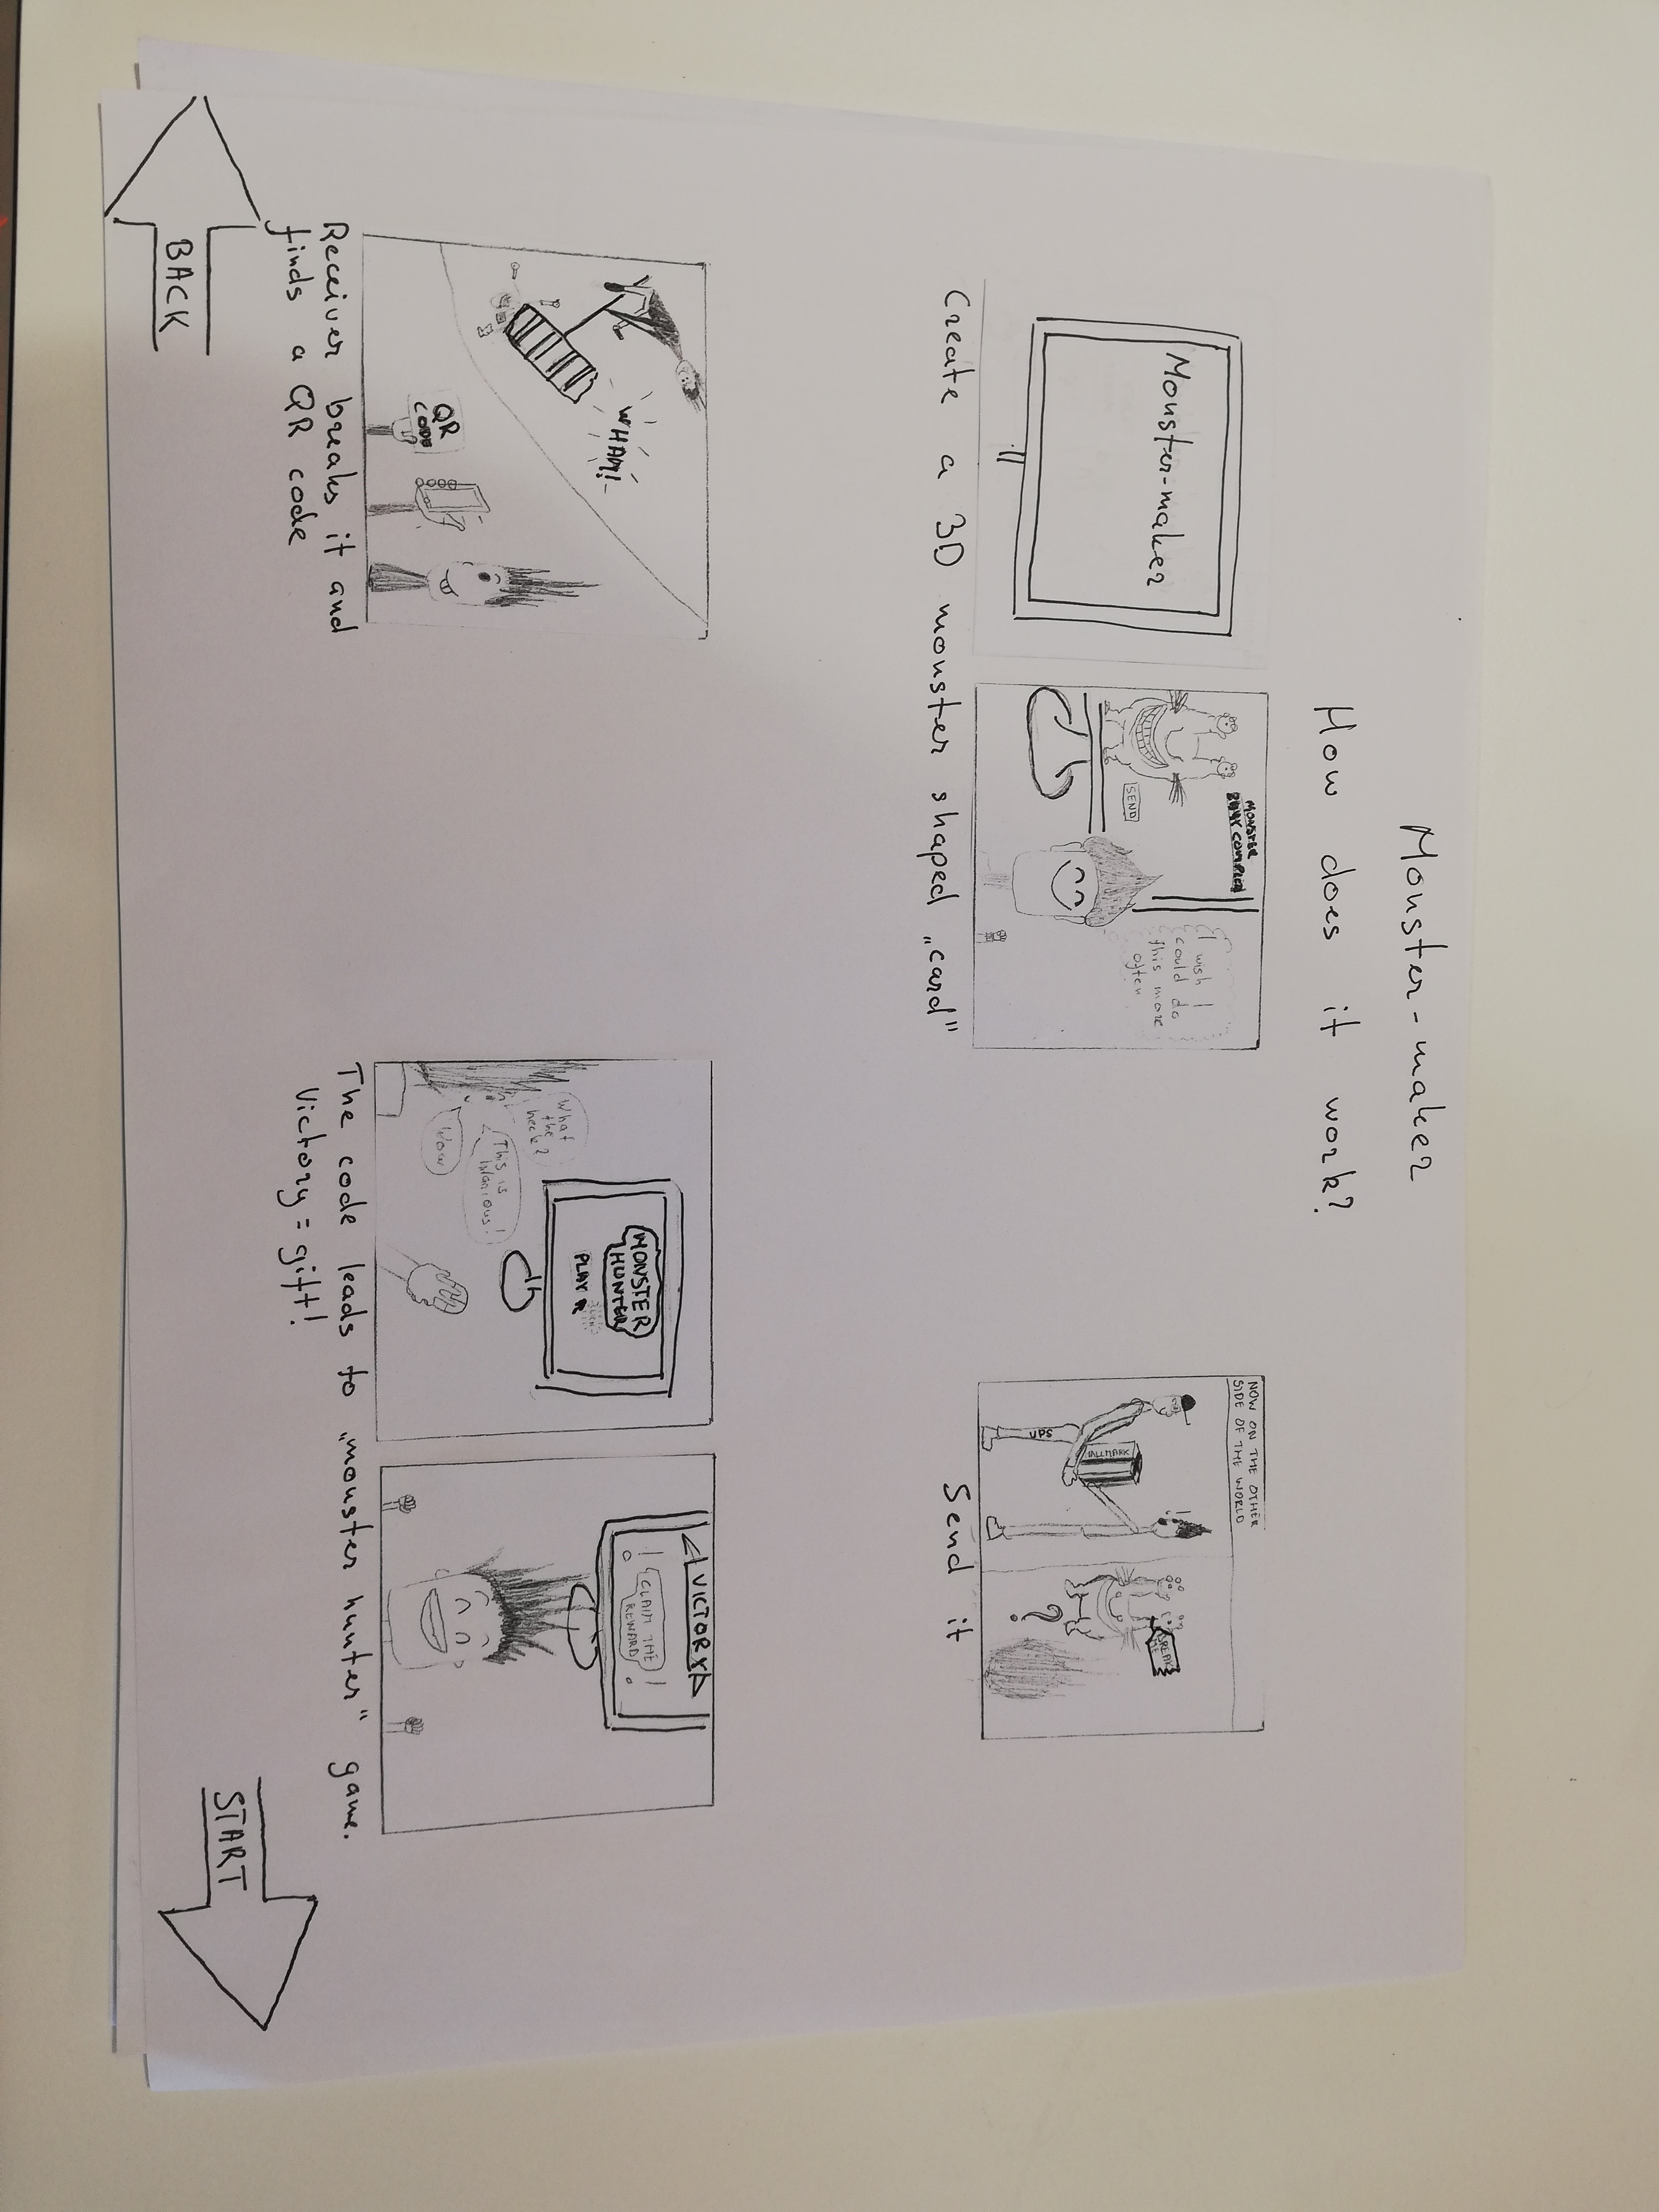 Monster-maker
How does it work?
Monster-maker
MONSTER
COMPLETE
SEND
I wish I
could do
this more
often
Create a 3D monster shaped „card"
NOW ON THE OTHER
SIDE OF THE WORLD
HALLMARK
UPS
BREAK
ME
?
Send it
WHAM!
QR
CODE
Receiver breaks it and
finds a QR code
MONSTER
HUNTER
PLAY
What
the
heck?
This is
hilarious!
Wow
VICTORY
! CLAIM THE !
REWARD
The code leads to „monster hunter" game.
Victory = gift!
BACK
START